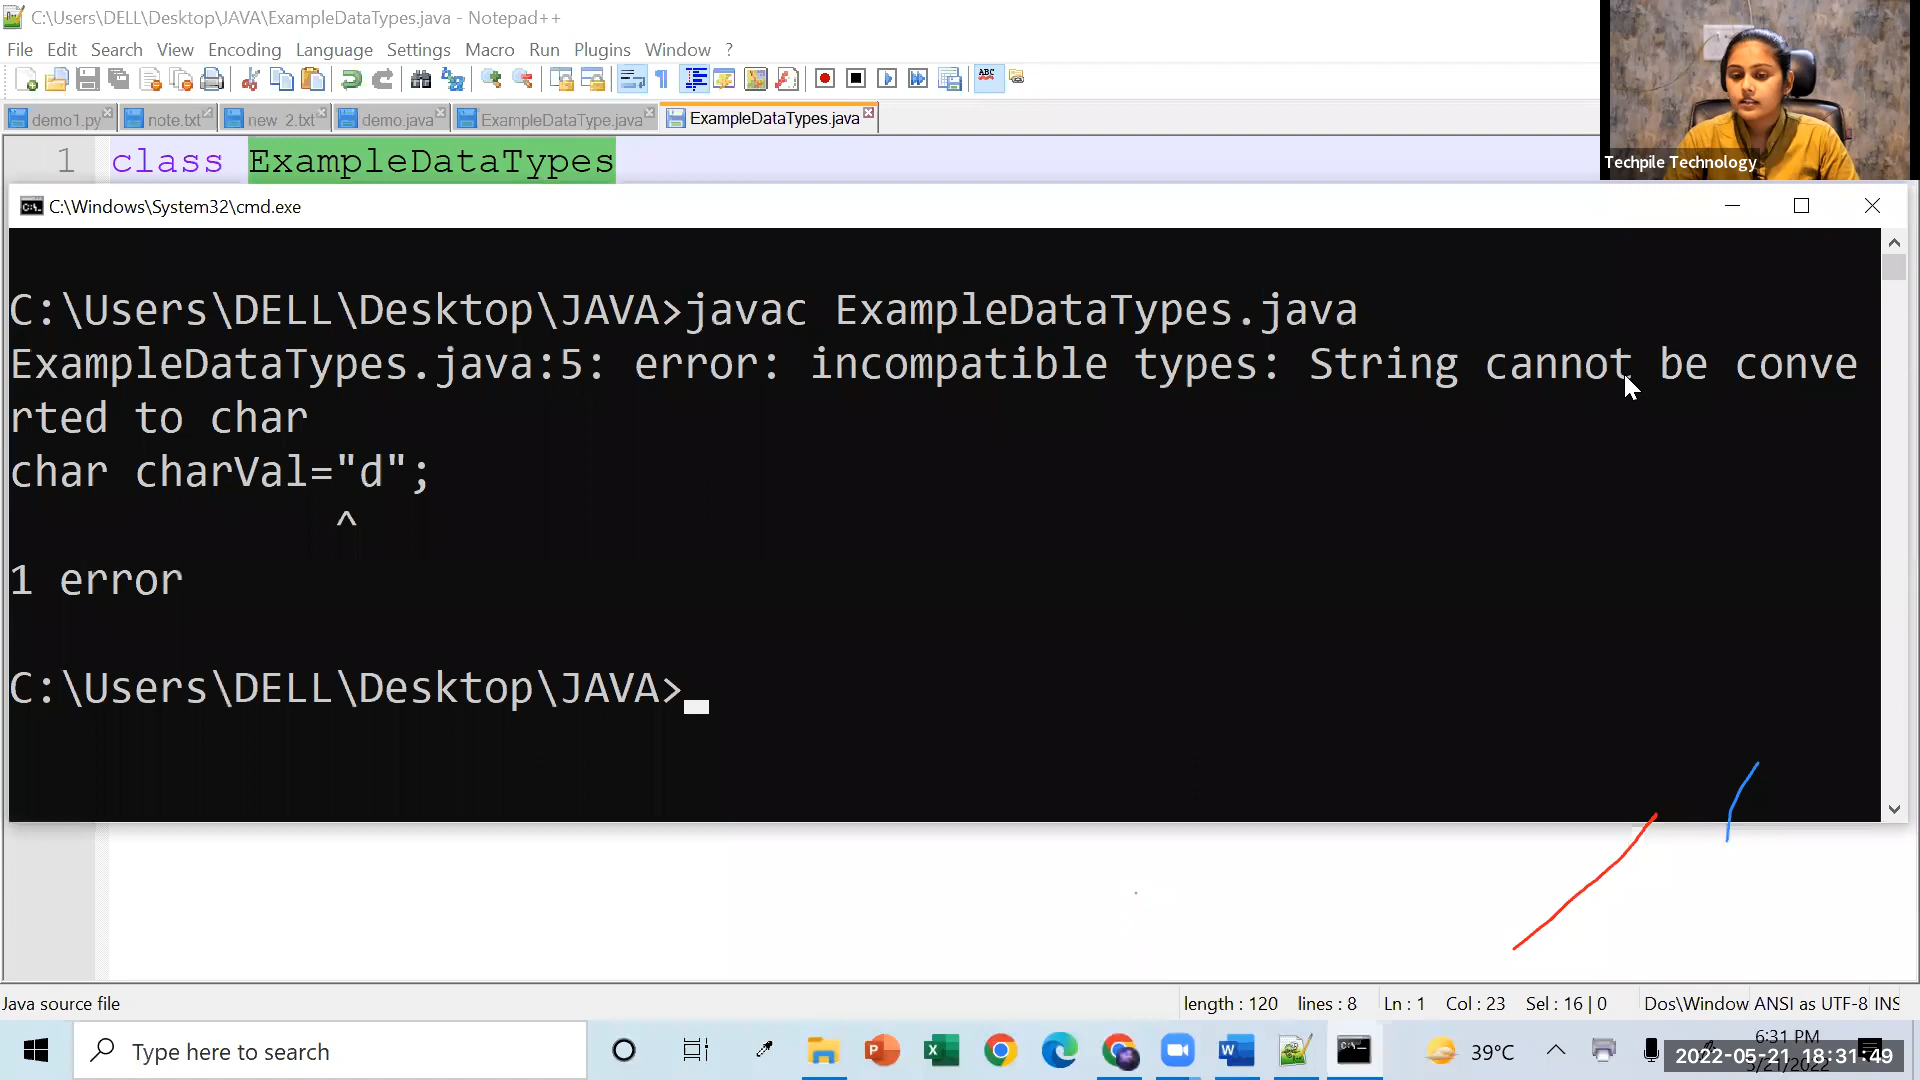 C:\Users\DELL\Desktop\JAVA\ExampleDataTypes.java - Notepad++
File Edit Search View Encoding Language Settings Macro Run Plugins Window ?
ABC
demo1.py note.txt new 2.txt demo.java ExampleDataType.java ExampleDataTypes.java
1 class ExampleDataTypes
Techpile Technology
C:\Windows\System32\cmd.exe
C:\Users\DELL\Desktop\JAVA>javac ExampleDataTypes.java
ExampleDataTypes.java:5: error: incompatible types: String cannot be conve
rted to char
char charVal="d";
^
1 error
C:\Users\DELL\Desktop\JAVA>
Java source file length : 120 lines : 8 Ln : 1 Col : 23 Sel : 16 | 0 Dos\Window ANSI as UTF-8 INS
Type here to search 39°C 6:31 PM
2022-05-21 18:31:49